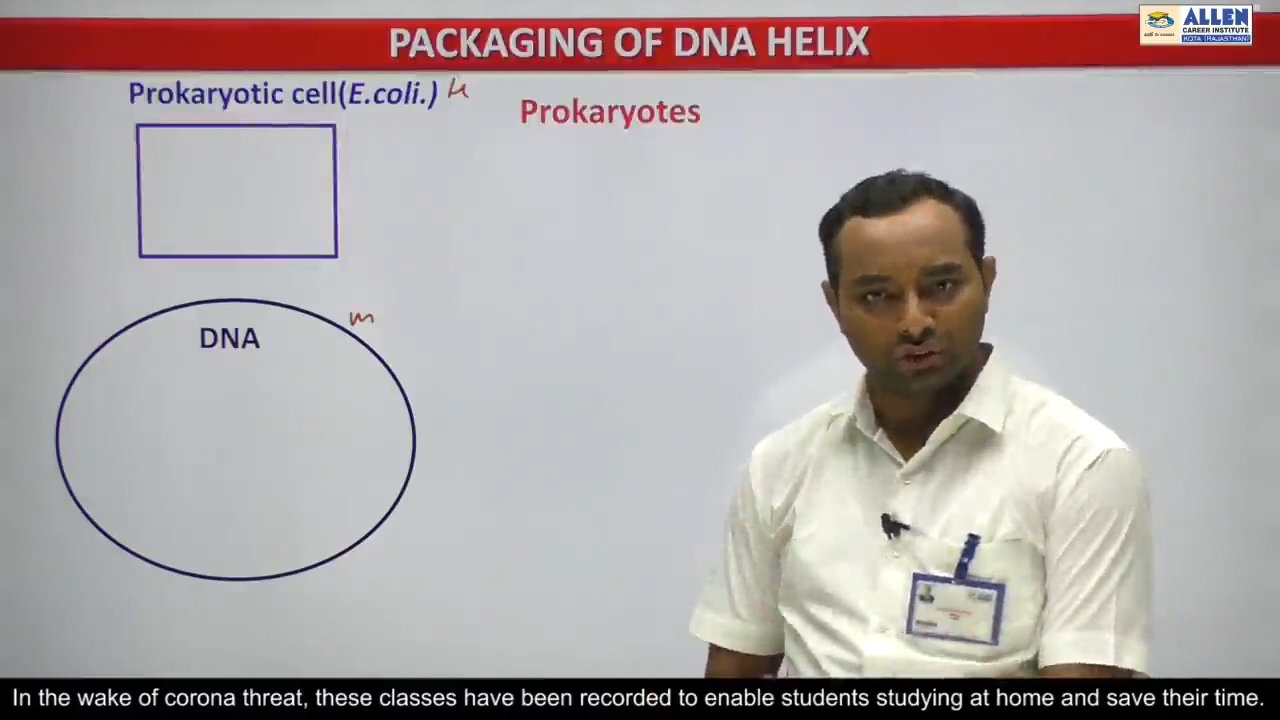 ALLEN
CAREER INSTITUTE
KOTA (RAJASTHAN)
PACKAGING OF DNA HELIX
Prokaryotic cell(E.coli.) μ
Prokaryotes
DNA
m
In the wake of corona threat, these classes have been recorded to enable students studying at home and save their time.